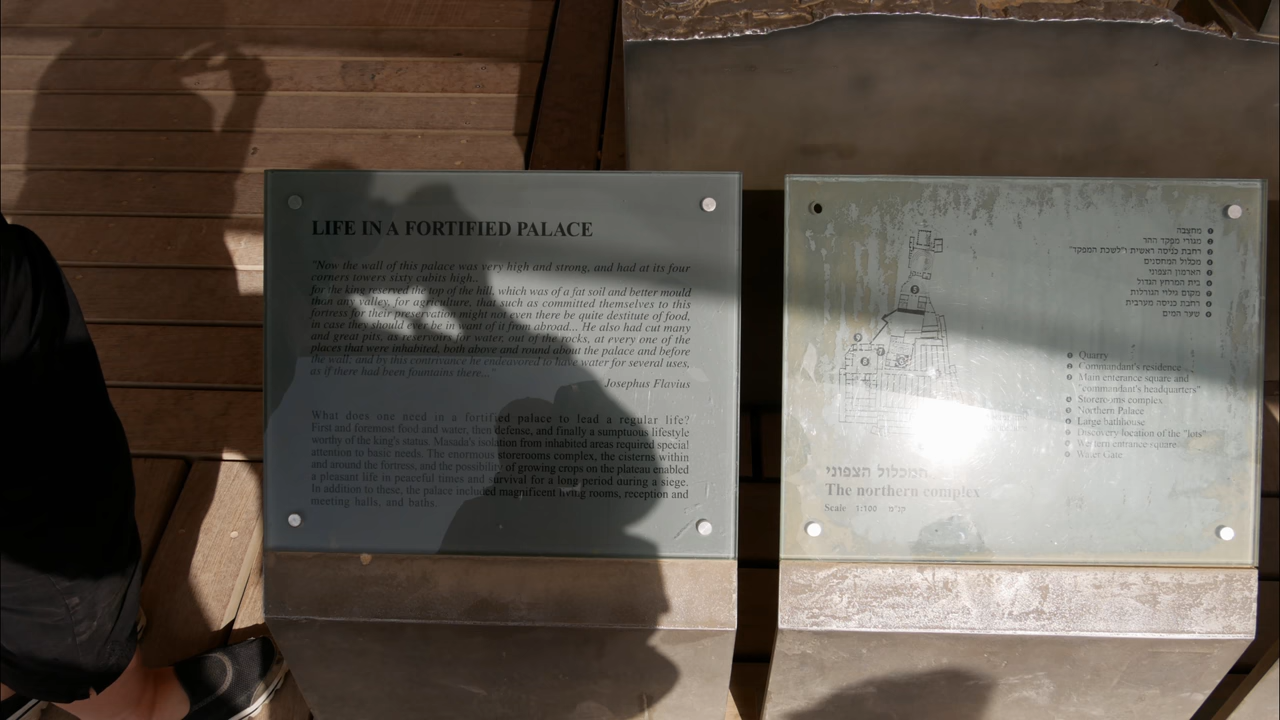 LIFE IN A FORTIFIED PALACE
"Now the wall of this palace was very high and strong, and had at its four
corners towers sixty cubits high...
for the king reserved the top of the hill, which was of a fat soil and better mould
than any valley, for agriculture, that such as committed themselves to this
fortress for their preservation might not even there be quite destitute of food,
in case they should ever be in want of it from abroad... He also had cut many
and great pits, as reservoirs for water, out of the rocks, at every one of the
places that were inhabited, both above and round about the palace and before
the wall; and by this contrivance he endeavored to have water for several uses,
as if there had been fountains there..."
Josephus Flavius
What does one need in a fortified palace to lead a regular life?
First and foremost food and water, then defense, and finally a sumptuous lifestyle
worthy of the king's status. Masada's isolation from inhabited areas required special
attention to basic needs. The enormous storerooms complex, the cisterns within
and around the fortress, and the possibility of growing crops on the plateau enabled
a pleasant life in peaceful times and survival for a long period during a siege.
In addition to these, the palace included magnificent living rooms, reception and
meeting halls, and baths.
מחצבה
מגורי מפקד ההר
רחבת כניסה ראשית ו"לשכת המפקד"
מכלול המחסנים
הארמון הצפוני
בית המרחץ הגדול
מקום גילוי הגורלות
רחבת כניסה מערבית
שער המים
Quarry
Commandant's residence
Main entrance square and
"commandant's headquarters"
Storerooms complex
Northern Palace
Large bathhouse
Discovery location of the "lots"
Western entrance square
Water Gate
המכלול הצפוני
The northern complex
Scale 1:100 קנ"מ